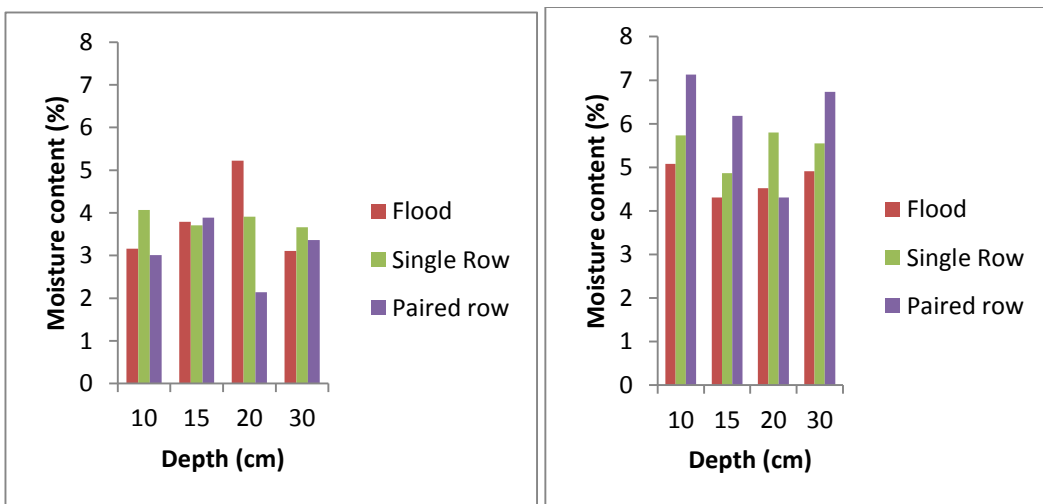 8
7
6
5
4
3
2
1
0
Moisture content (%)
10 15 20 30
Depth (cm)
Flood
Single Row
Paired row
8
7
6
5
4
3
2
1
0
Moisture content (%)
10 15 20 30
Depth (cm)
Flood
Single Row
Paired row